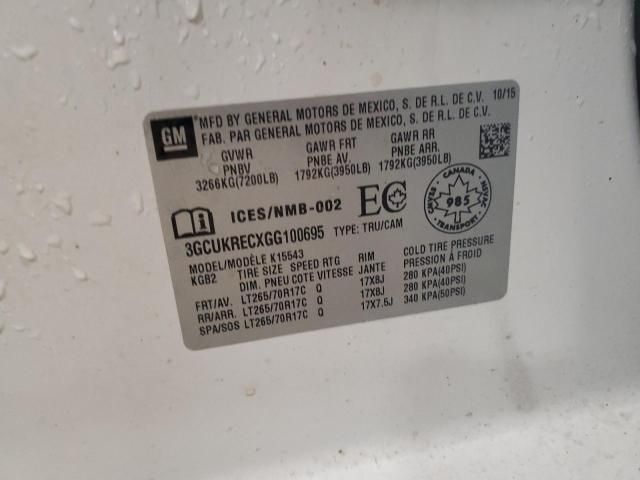 GM
MFD BY GENERAL MOTORS DE MEXICO, S. DE R.L. DE C.V. 10/15
FAB. PAR GENERAL MOTORS DE MEXICO, S. DE R.L. DE C.V.
GVWR GAWR FRT GAWR RR
PNBV PNBE AV. PNBE ARR.
3266KG(7200LB) 1792KG(3950LB) 1792KG(3950LB)
ICES/NMB-002 EC
CANADA
985
TRANSPORT
3GCUKRECXGG100695 TYPE: TRU/CAM
MODEL/MODÈLE K15543
KGB2 TIRE SIZE SPEED RTG RIM COLD TIRE PRESSURE
DIM. PNEU COTE VITESSE JANTE PRESSION À FROID
FRT/AV. LT265/70R17C Q 17X8J 280 KPA(40PSI)
RR/ARR. LT265/70R17C Q 17X8J 280 KPA(40PSI)
SPA/SOS LT265/70R17C Q 17X7.5J 340 KPA(50PSI)